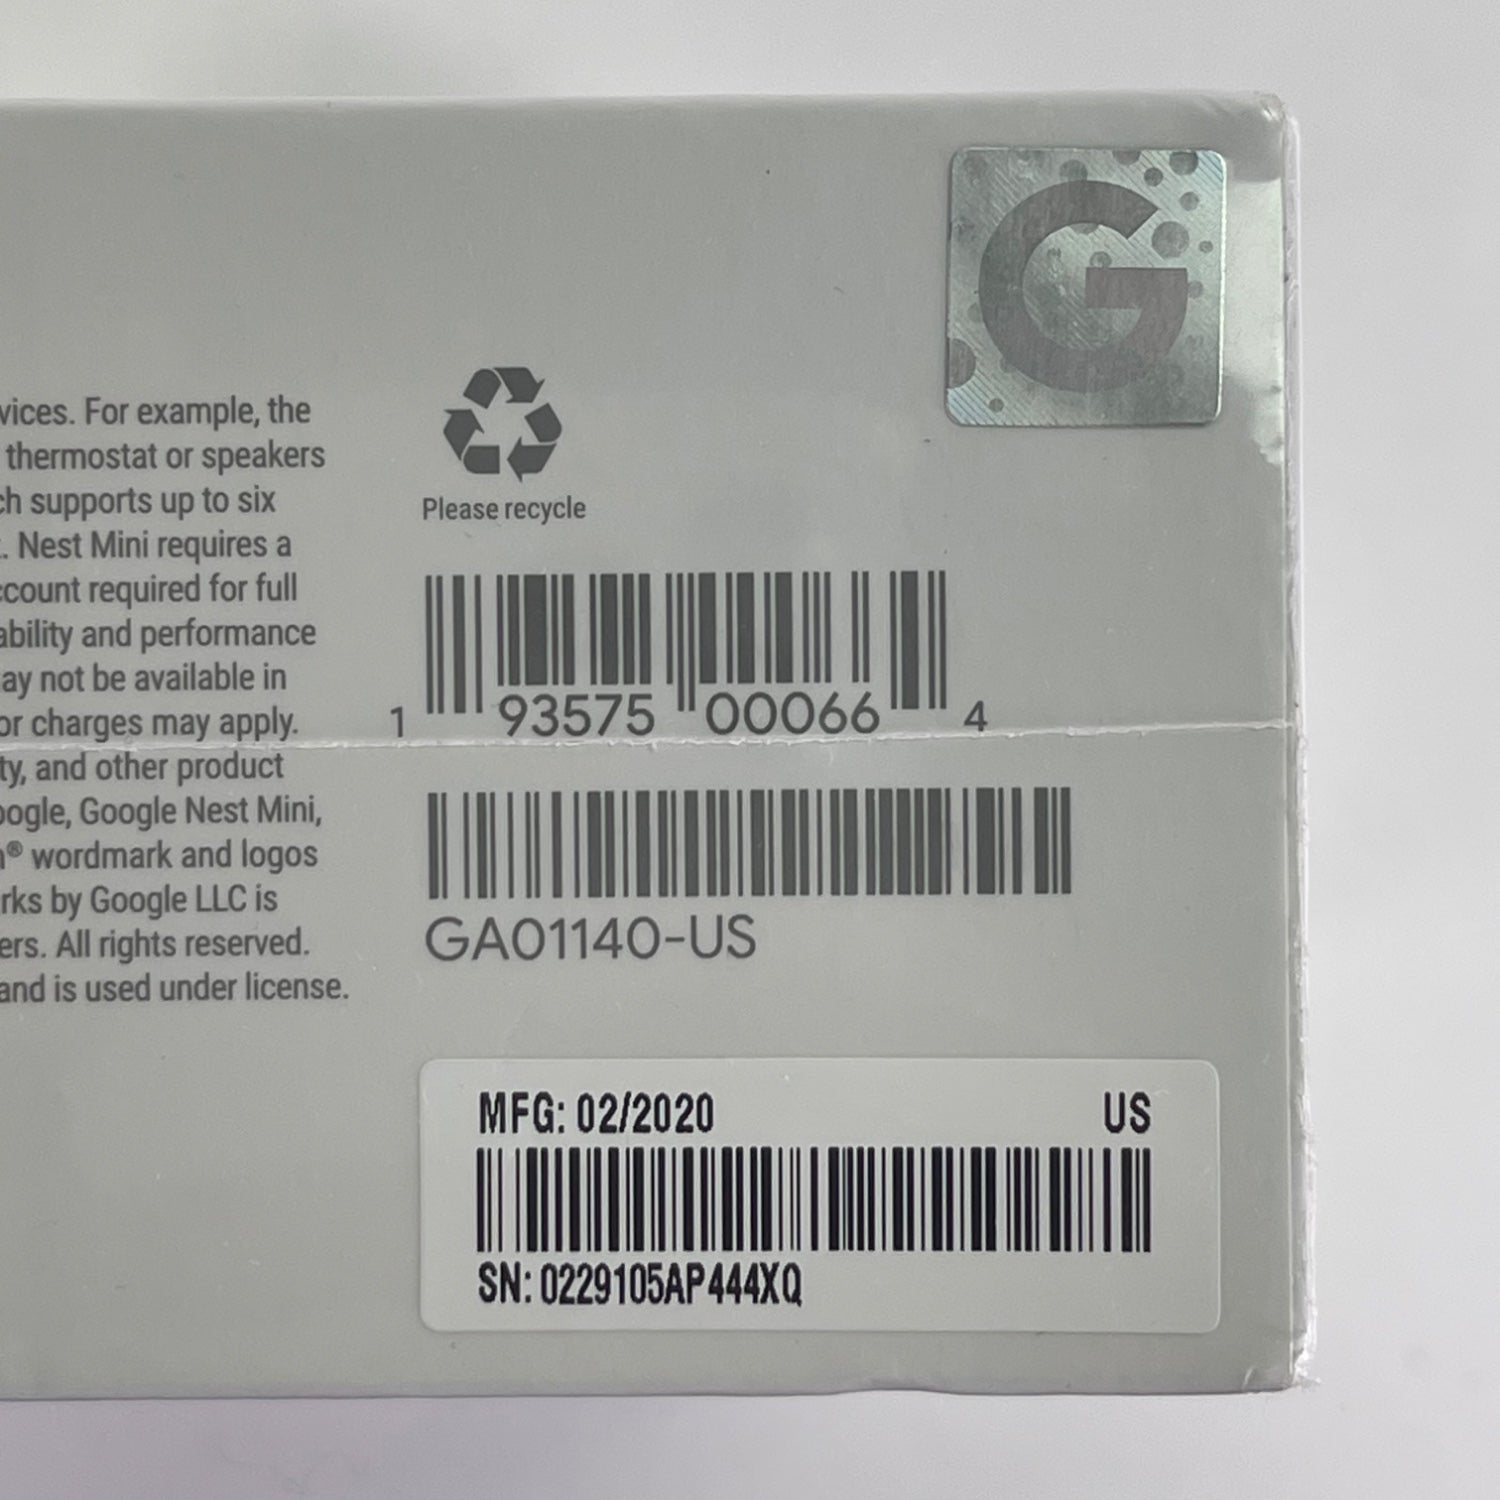 vices. For example, the
thermostat or speakers
ch supports up to six
. Nest Mini requires a
ccount required for full
ability and performance
ay not be available in
or charges may apply.
ty, and other product
oogle, Google Nest Mini,
® wordmark and logos
rks by Google LLC is
ers. All rights reserved.
and is used under license.
G
Please recycle
1 93575 00066 4
GA01140-US
MFG: 02/2020 US
SN: 0229105AP444XQ